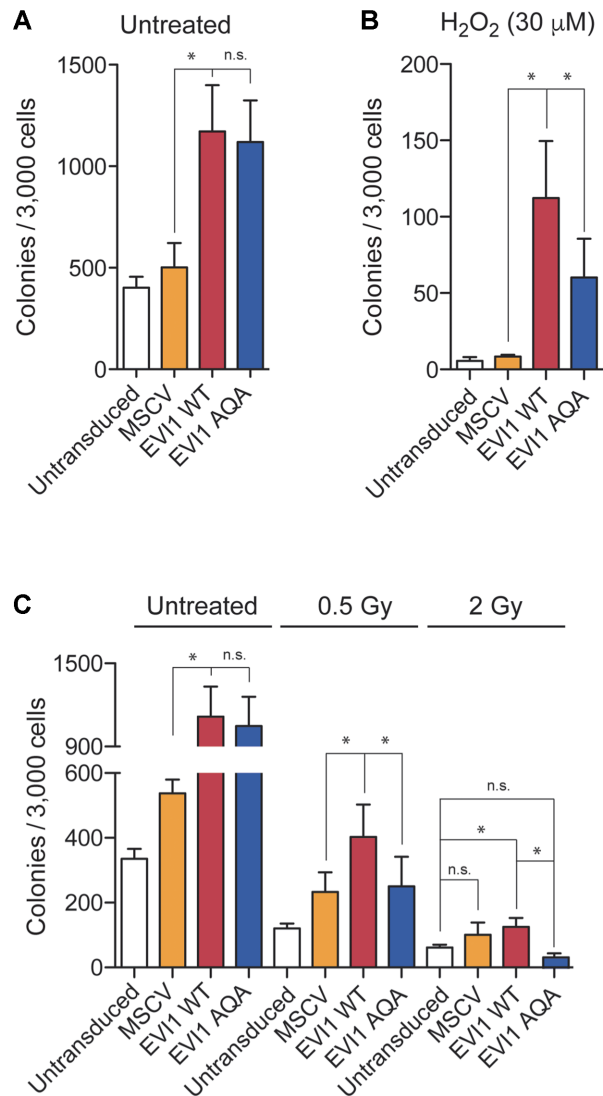 A
Untreated
Colonies / 3,000 cells
1500
1000
500
0
* n.s.
Untransduced
MSCV
EVI1 WT
EVI1 AQA
B
H₂O₂ (30 µM)
Colonies / 3,000 cells
200
150
100
50
0
* *
Untransduced
MSCV
EVI1 WT
EVI1 AQA
C
Untreated 0.5 Gy 2 Gy
Colonies / 3,000 cells
1500
900
600
400
200
0
* n.s.
* *
n.s.
* *
n.s.
Untransduced
MSCV
EVI1 WT
EVI1 AQA
Untransduced
MSCV
EVI1 WT
EVI1 AQA
Untransduced
MSCV
EVI1 WT
EVI1 AQA